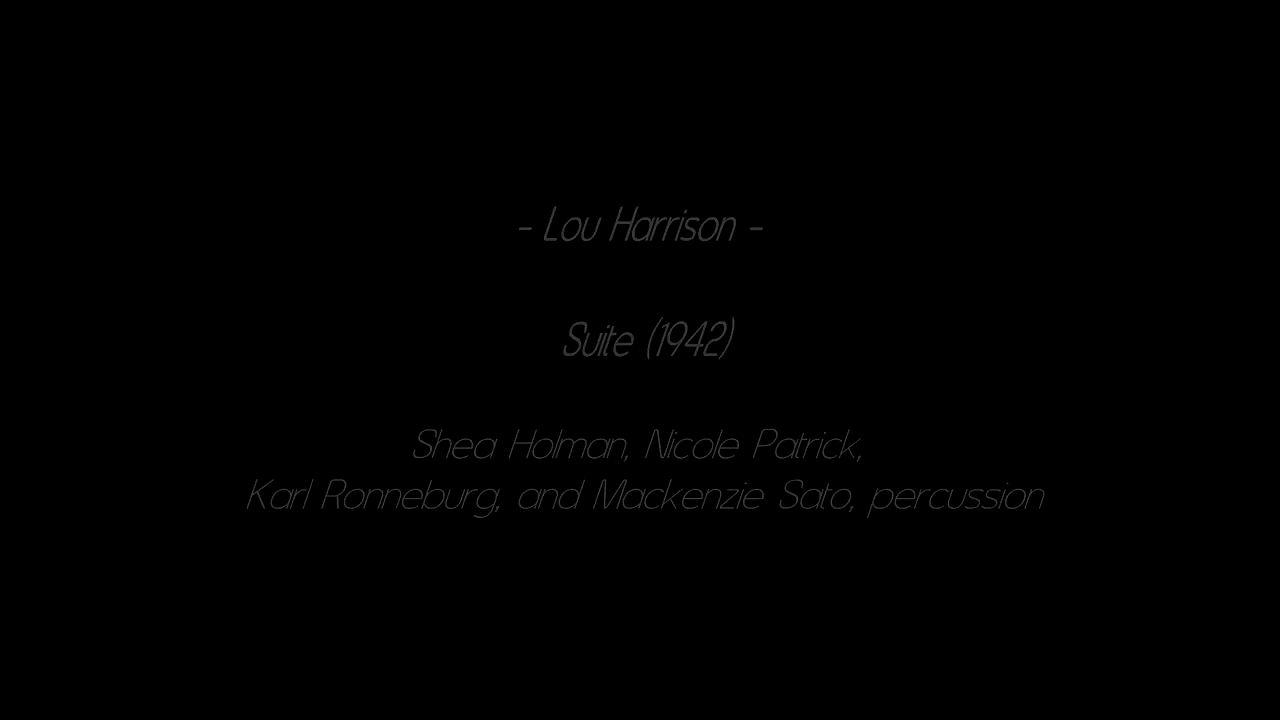 - Lou Harrison -
Suite (1942)
Shea Holman, Nicole Patrick,
Karl Ronneburg, and Mackenzie Sato, percussion